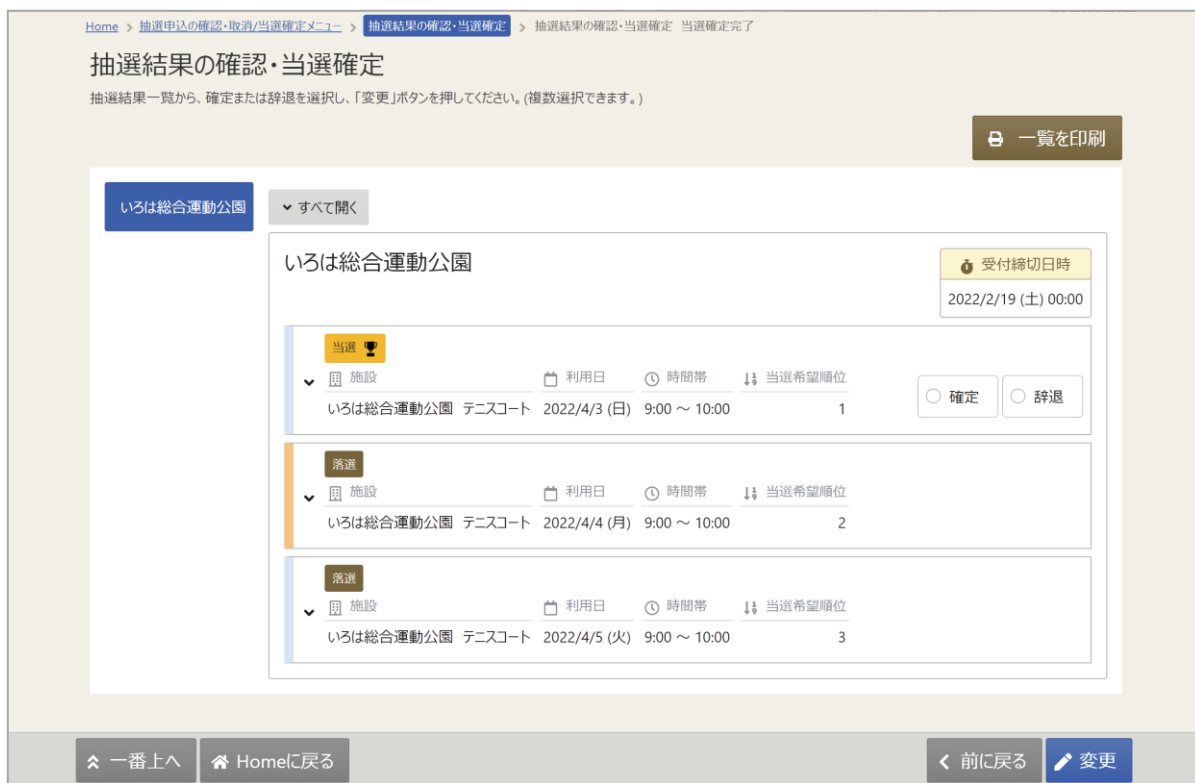 Home > 抽選申込の確認・取消/当選確定メニュー > 抽選結果の確認・当選確定 > 抽選結果の確認・当選確定 当選確定完了
抽選結果の確認・当選確定
抽選結果一覧から、確定または辞退を選択し、「変更」ボタンを押してください。(複数選択できます。)
一覧を印刷
いろは総合運動公園
すべて開く
いろは総合運動公園
受付締切日時
2022/2/19 (土) 00:00
当選
施設 利用日 時間帯 当選希望順位
いろは総合運動公園 テニスコート 2022/4/3 (日) 9:00 ～ 10:00 1
確定 辞退
落選
施設 利用日 時間帯 当選希望順位
いろは総合運動公園 テニスコート 2022/4/4 (月) 9:00 ～ 10:00 2
落選
施設 利用日 時間帯 当選希望順位
いろは総合運動公園 テニスコート 2022/4/5 (火) 9:00 ～ 10:00 3
一番上へ Homeに戻る 前に戻る 変更